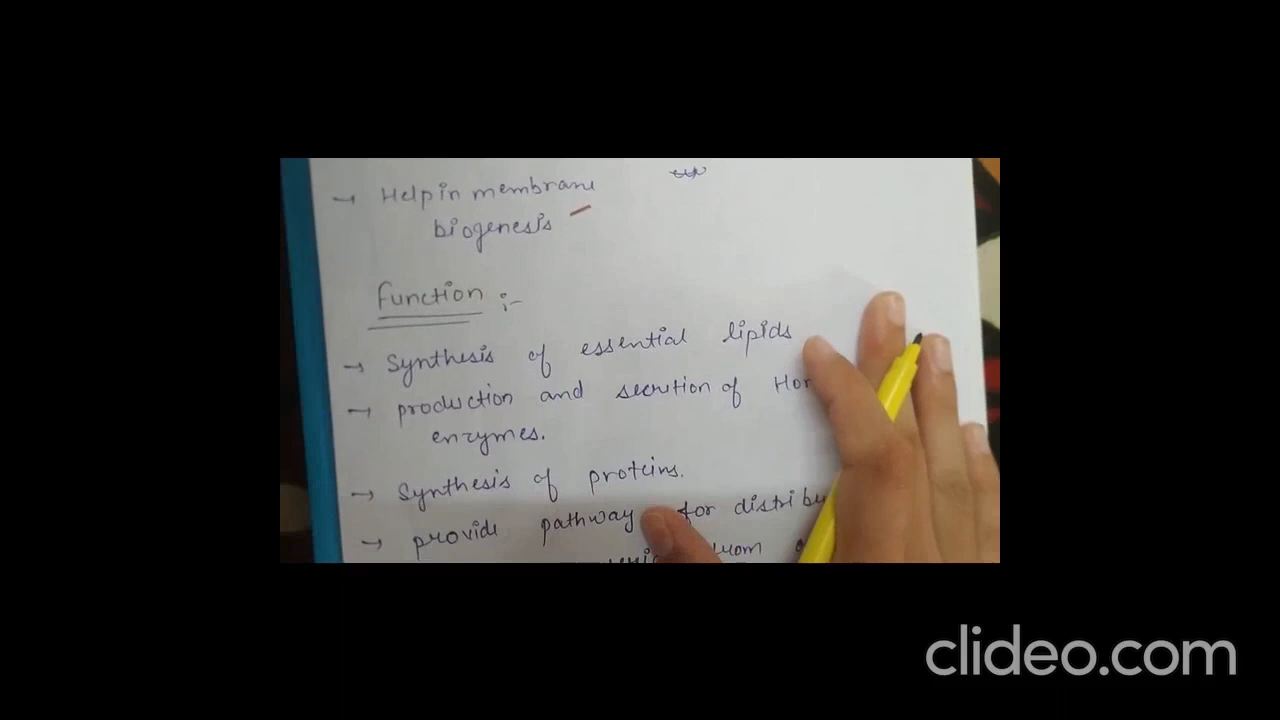 → Help in membrane
biogenesis
Function :-
→ Synthesis of essential lipids
→ production and secretion of Hor
enzymes.
→ Synthesis of proteins.
→ provide pathway for distribu
from
clideo.com